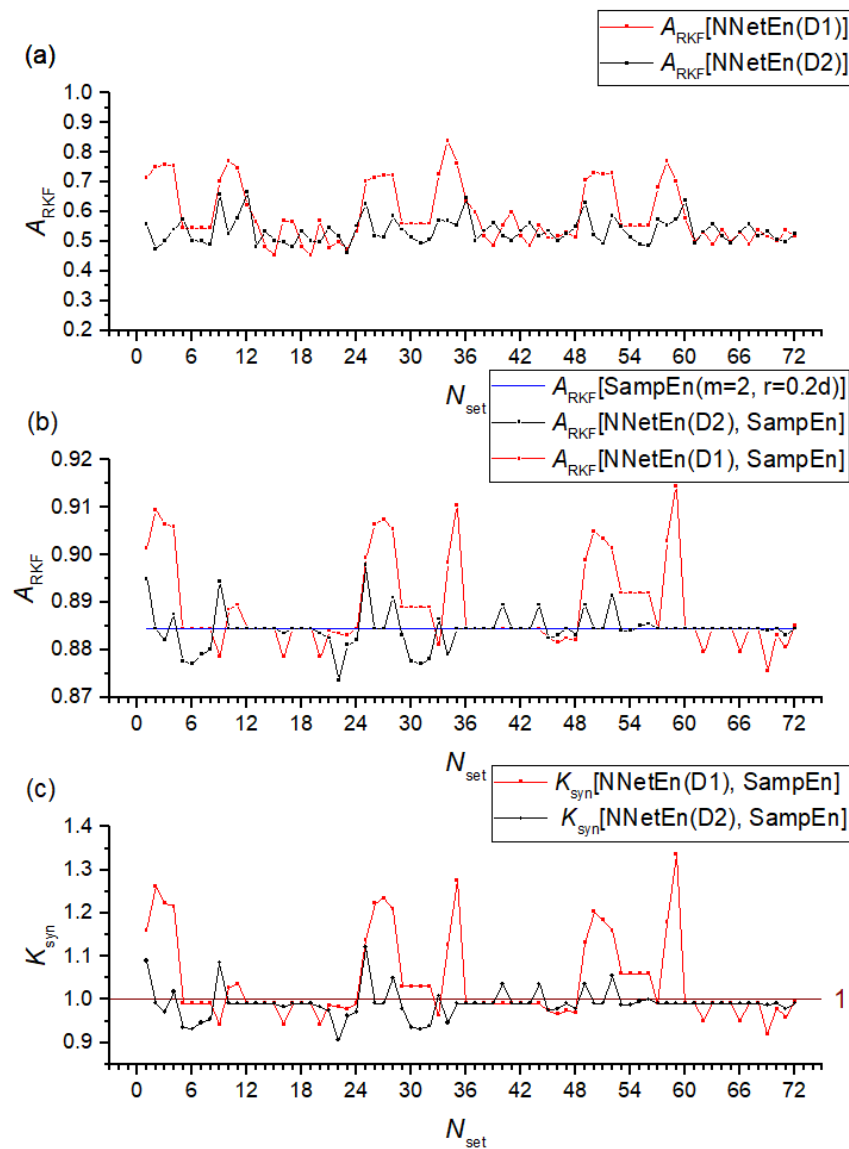 (a)
A_RKF[NNetEn(D1)]
A_RKF[NNetEn(D2)]
1.0
0.9
0.8
0.7
0.6
0.5
0.4
0.3
0.2
A_RKF
0 6 12 18 24 30 36 42 48 54 60 66 72
N_set
(b)
A_RKF[SampEn(m=2, r=0.2d)]
A_RKF[NNetEn(D2), SampEn]
A_RKF[NNetEn(D1), SampEn]
0.92
0.91
0.90
0.89
0.88
0.87
A_RKF
0 6 12 18 24 30 36 42 48 54 60 66 72
N_set
(c)
K_syn[NNetEn(D1), SampEn]
K_syn[NNetEn(D2), SampEn]
1.4
1.3
1.2
1.1
1.0
0.9
K_syn
1
0 6 12 18 24 30 36 42 48 54 60 66 72
N_set